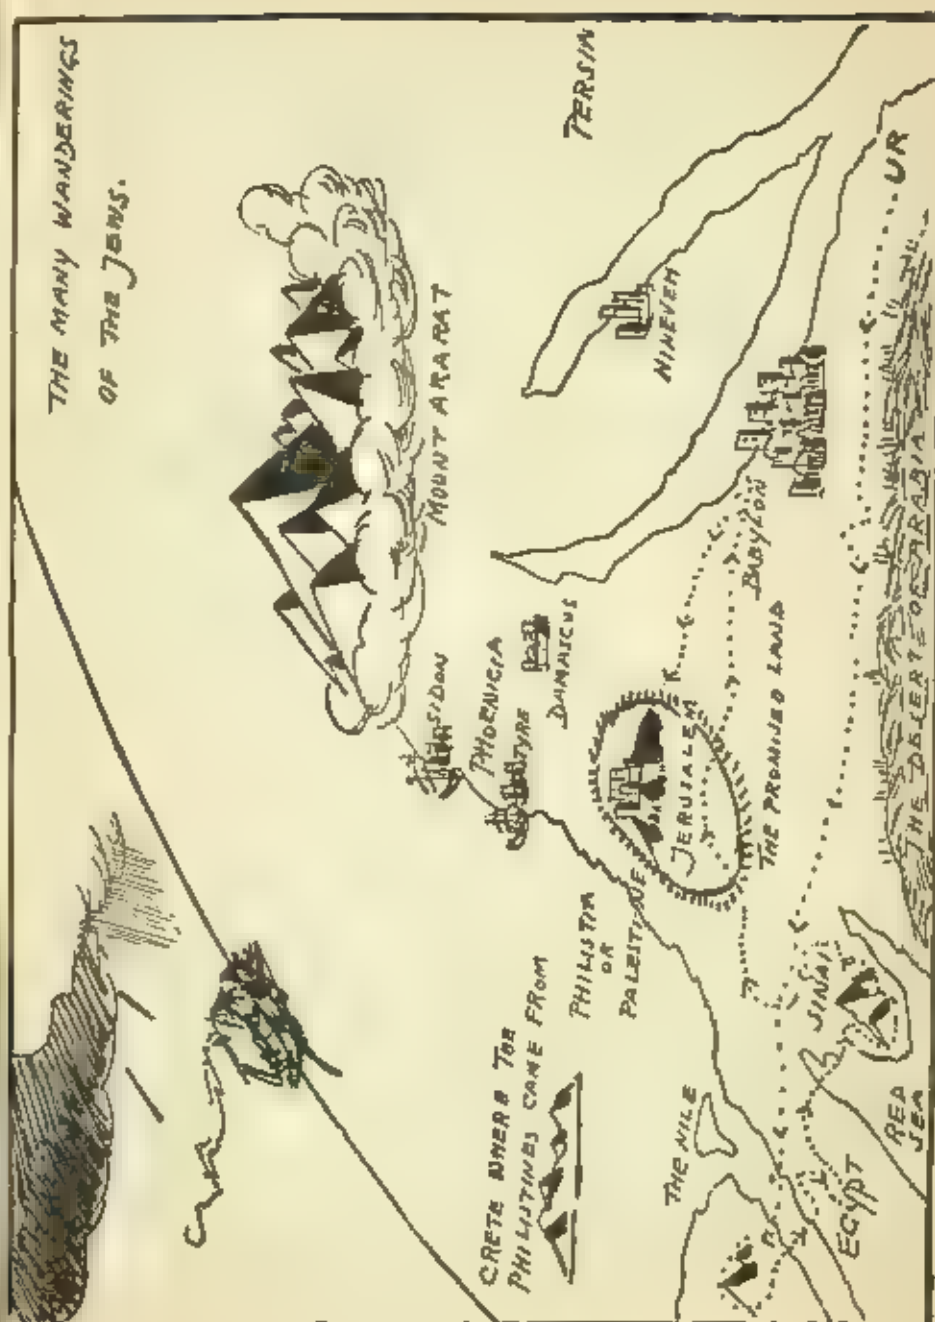 THE MANY WANDERINGS
OF THE JEWS.
MOUNT ARARAT
PERSIA
NINEVEH
UR
BABYLON
SIDON
PHOENICIA
TYRE
DAMASCUS
JERUSALEM
THE PROMISED LAND
THE DESERT OF ARABIA
CRETE WHERE THE
PHILISTINES CAME FROM
PHILISTIA
OR
PALESTINE
SINAI
THE NILE
EGYPT
RED
SEA